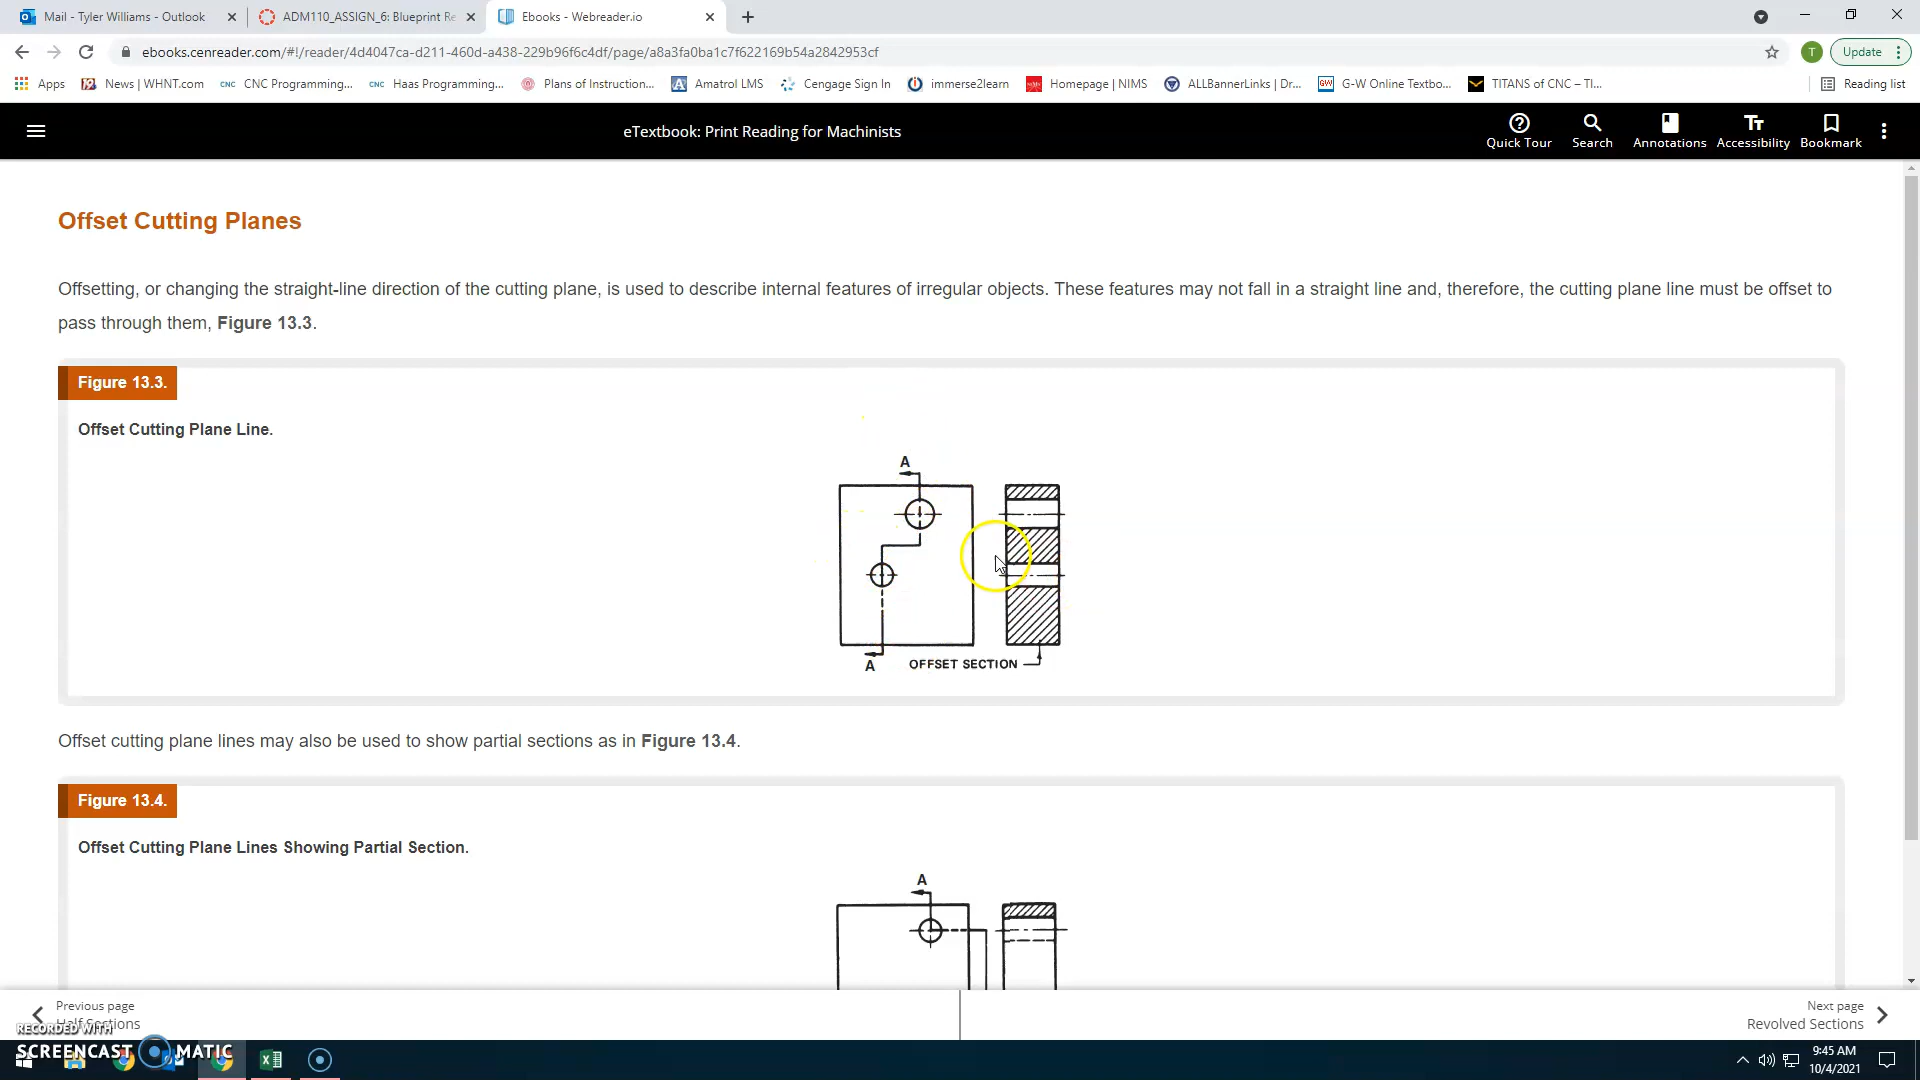 Mail - Tyler Williams - Outlook
ADM110_ASSIGN_6: Blueprint Re
Ebooks - Webreader.io
ebooks.cenreader.com/#!/reader/4d4047ca-d211-460d-a438-229b96f6c4df/page/a8a3fa0ba1c7f622169b54a2842953cf
T
Update
Apps
News | WHNT.com
CNC
CNC Programming...
CNC
Haas Programming...
Plans of Instruction...
Amatrol LMS
Cengage Sign In
immerse2learn
Homepage | NIMS
ALLBannerLinks | Dr...
GW
G-W Online Textbo...
TITANS of CNC – TI...
Reading list
eTextbook: Print Reading for Machinists
Quick Tour
Search
Annotations
Accessibility
Bookmark
Offset Cutting Planes
Offsetting, or changing the straight-line direction of the cutting plane, is used to describe internal features of irregular objects. These features may not fall in a straight line and, therefore, the cutting plane line must be offset to
pass through them, Figure 13.3.
Figure 13.3.
Offset Cutting Plane Line.
A
A
OFFSET SECTION
Offset cutting plane lines may also be used to show partial sections as in Figure 13.4.
Figure 13.4.
Offset Cutting Plane Lines Showing Partial Section.
A
Previous page
Half Sections
Next page
Revolved Sections
RECORDED WITH
SCREENCAST MATIC
9:45 AM
10/4/2021